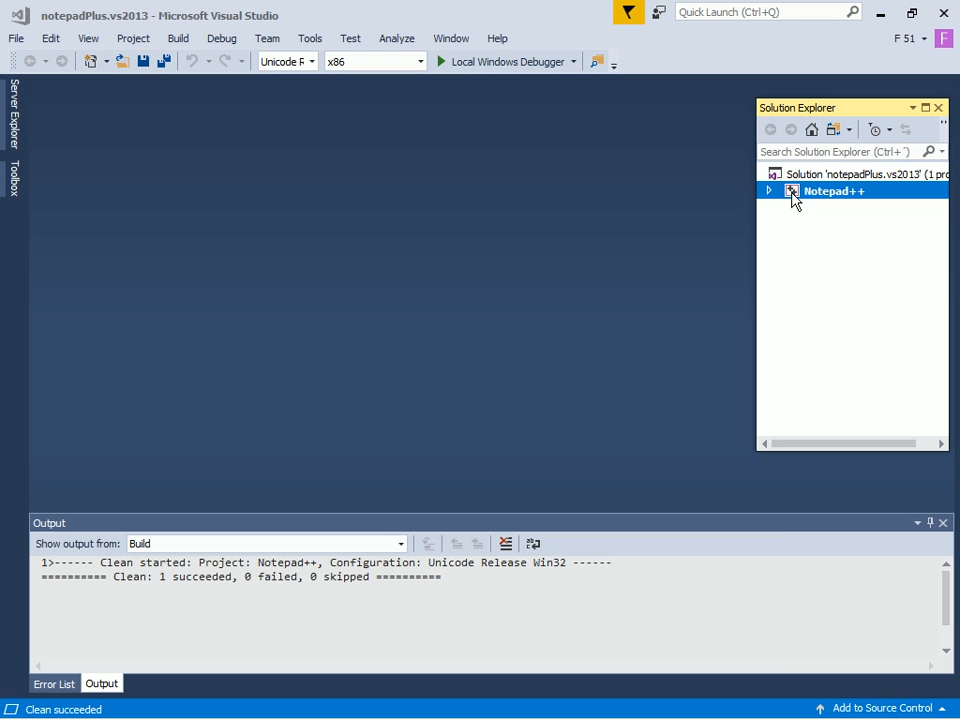 notepadPlus.vs2013 - Microsoft Visual Studio
Quick Launch (Ctrl+Q)
File Edit View Project Build Debug Team Tools Test Analyze Window Help
F 51
F
Unicode R
x86
Local Windows Debugger
Server Explorer
Toolbox
Solution Explorer
Search Solution Explorer (Ctrl+´)
Solution 'notepadPlus.vs2013' (1 pro
Notepad++
Output
Show output from: Build
1>------ Clean started: Project: Notepad++, Configuration: Unicode Release Win32 ------
========== Clean: 1 succeeded, 0 failed, 0 skipped ==========
Error List Output
Clean succeeded
Add to Source Control